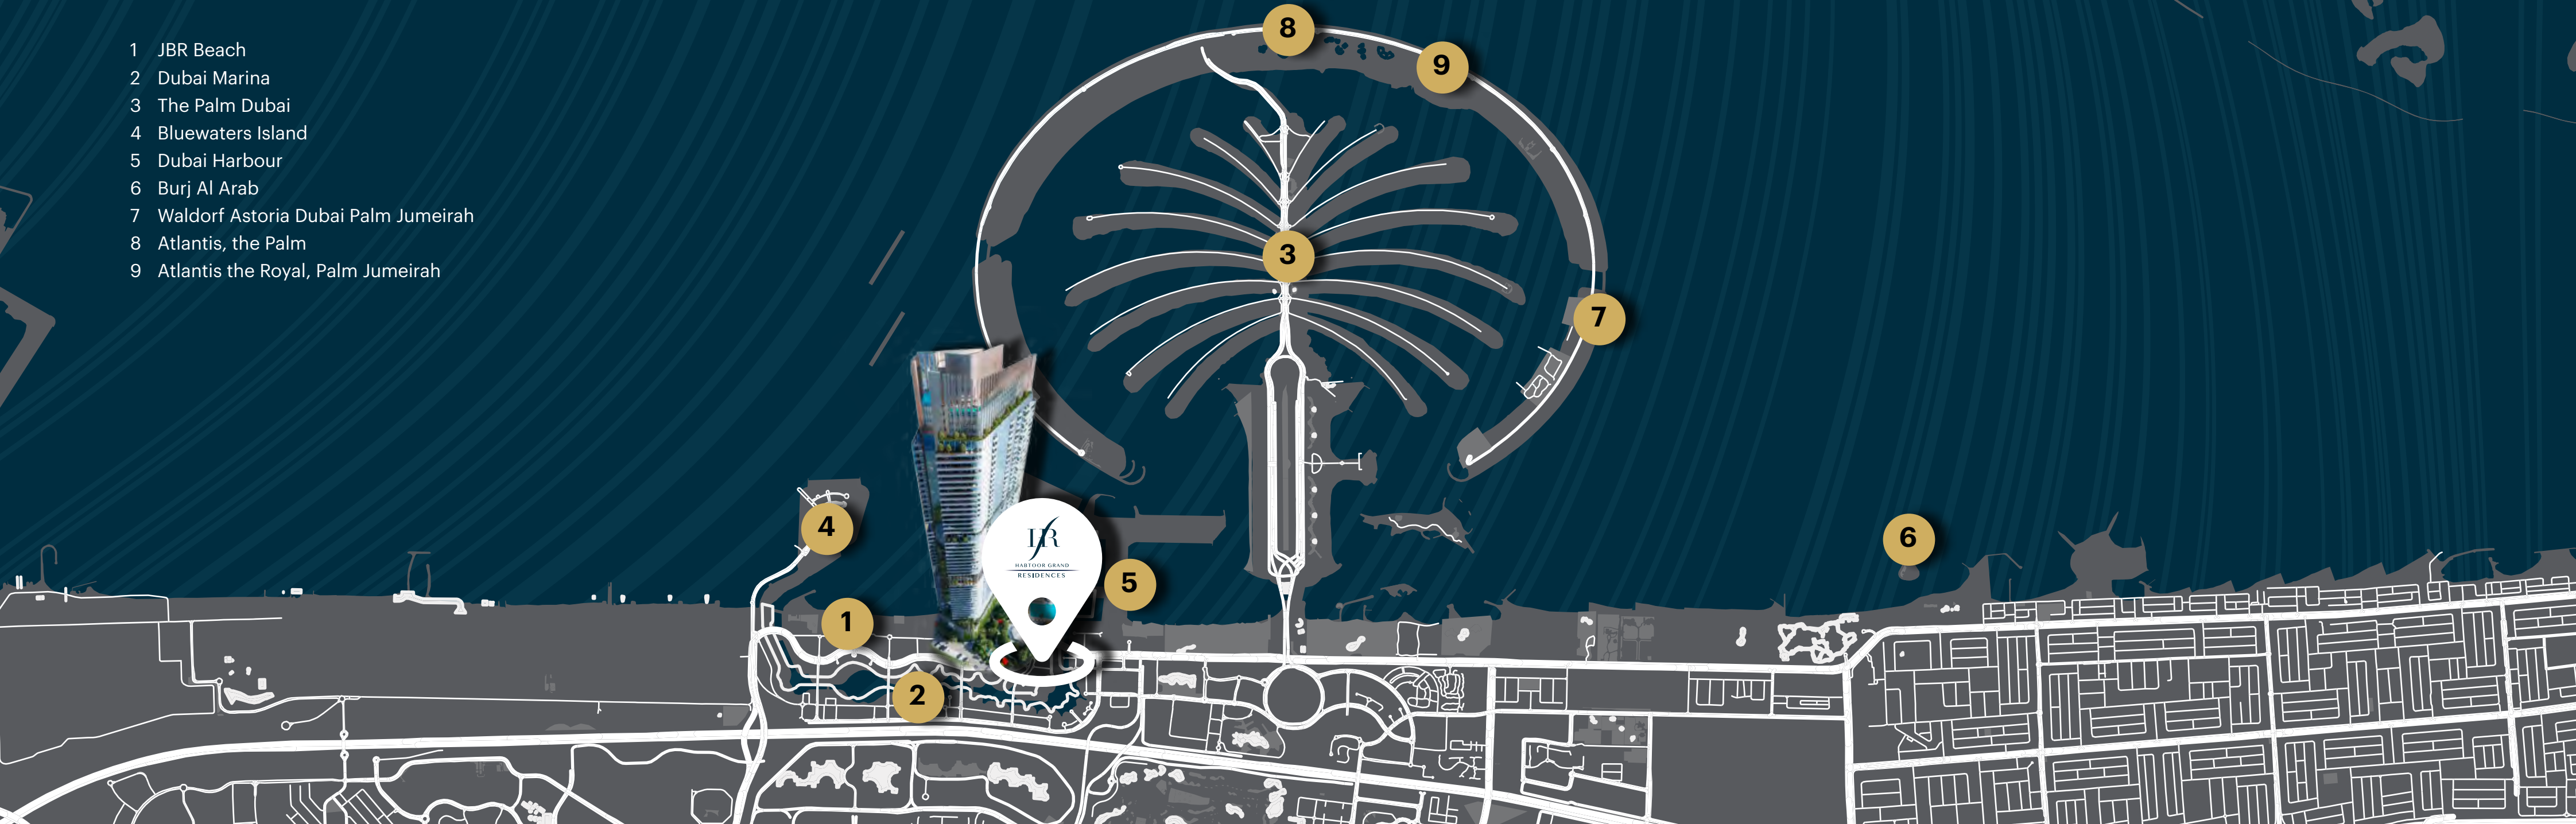 1 JBR Beach
2 Dubai Marina
3 The Palm Dubai
4 Bluewaters Island
5 Dubai Harbour
6 Burj Al Arab
7 Waldorf Astoria Dubai Palm Jumeirah
8 Atlantis, the Palm
9 Atlantis the Royal, Palm Jumeirah
8
9
3
7
4
6
HR
HABTOOR GRAND
RESIDENCES
5
1
2